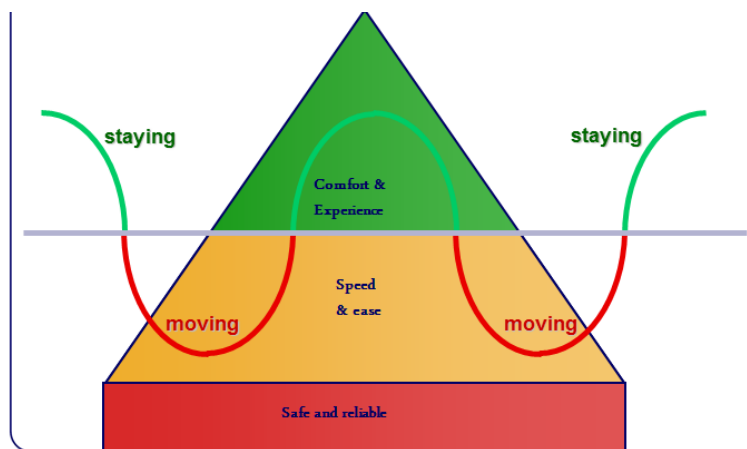 staying
staying
Comfort &
Experience
Speed
& ease
moving
moving
Safe and reliable